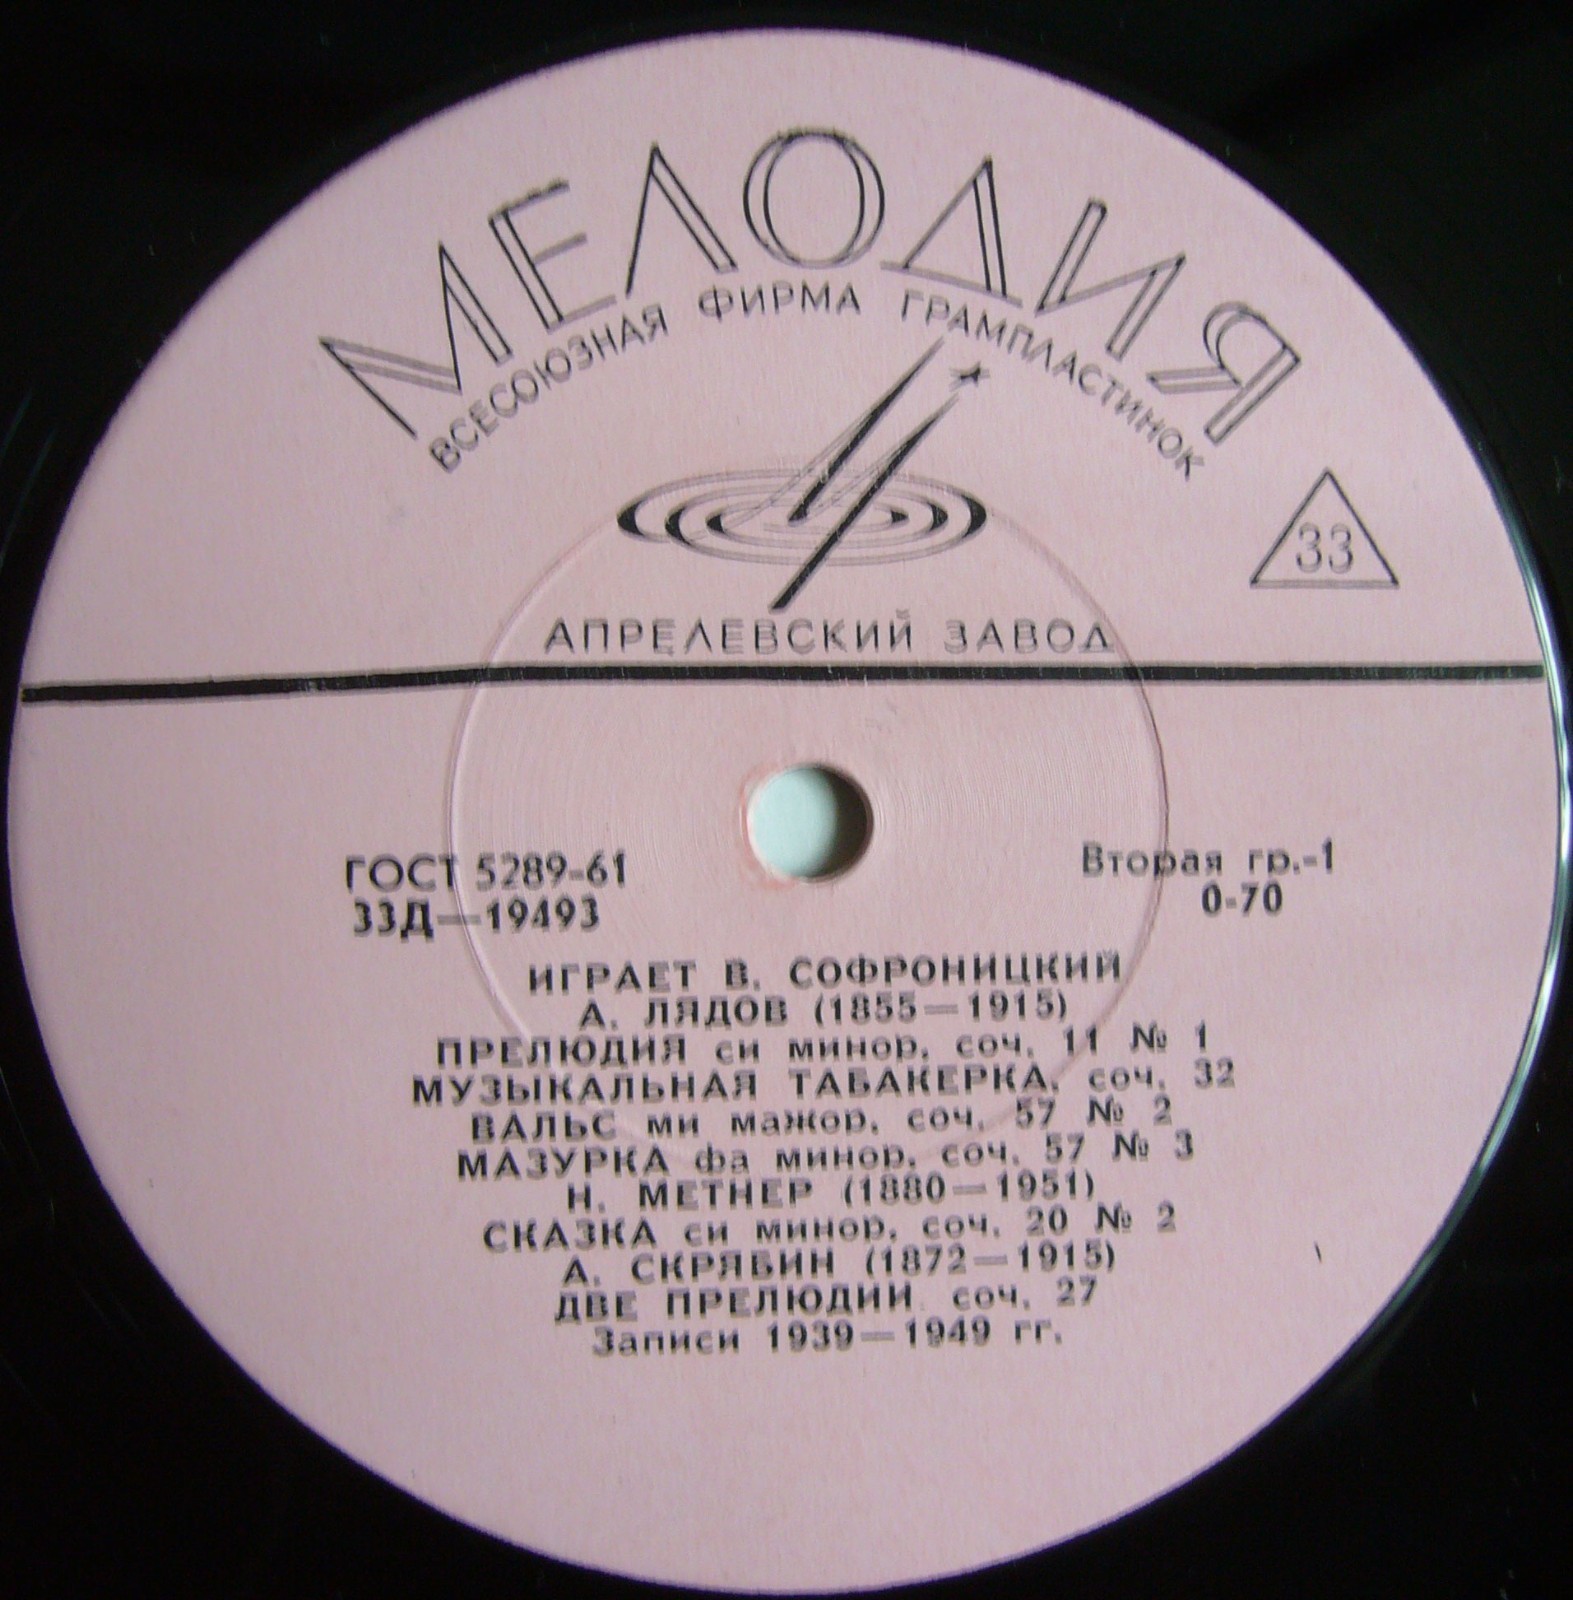 МЕЛОДИЯ
ВСЕСОЮЗНАЯ ФИРМА ГРАМПЛАСТИНОК
33
АПРЕЛЕВСКИЙ ЗАВОД
ГОСТ 5289-61
Вторая гр.-1
33Д—19493
0-70
ИГРАЕТ В. СОФРОНИЦКИЙ
А. ЛЯДОВ (1855—1915)
ПРЕЛЮДИЯ си минор, соч. 11 № 1
МУЗЫКАЛЬНАЯ ТАБАКЕРКА, соч. 32
ВАЛЬС ми мажор, соч. 57 № 2
МАЗУРКА фа минор, соч. 57 № 3
Н. МЕТНЕР (1880—1951)
СКАЗКА си минор, соч. 20 № 2
А. СКРЯБИН (1872—1915)
ДВЕ ПРЕЛЮДИИ, соч. 27
Записи 1939—1949 гг.